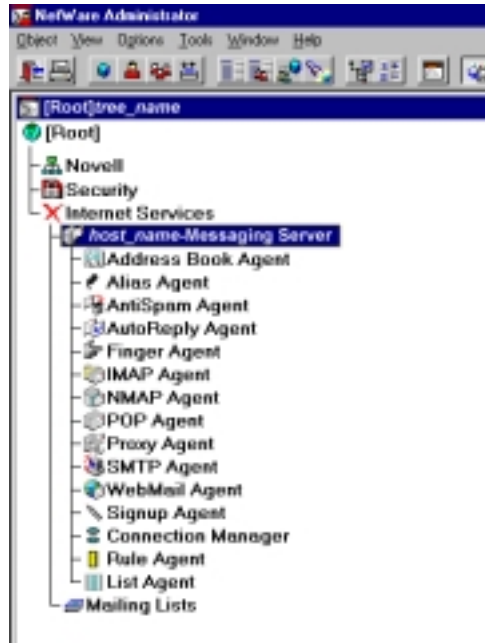 NetWare Administrator
Object View Options Tools Window Help
[Root]tree_name
[Root]
Novell
Security
Internet Services
host_name-Messaging Server
Address Book Agent
Alias Agent
AntiSpam Agent
AutoReply Agent
Finger Agent
IMAP Agent
NMAP Agent
POP Agent
Proxy Agent
SMTP Agent
WebMail Agent
Signup Agent
Connection Manager
Rule Agent
List Agent
Mailing Lists